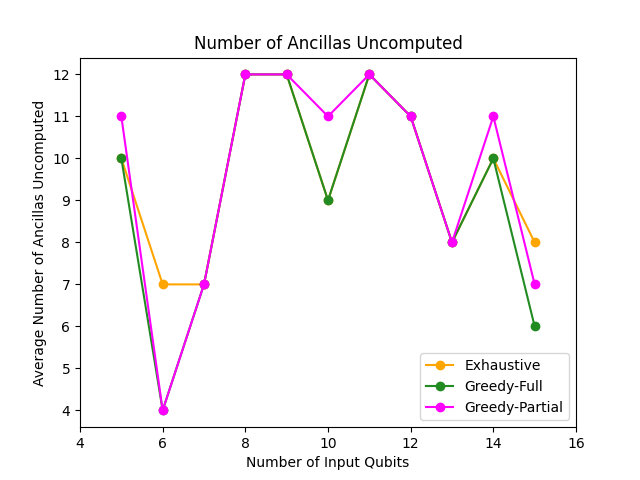 Number of Ancillas Uncomputed
Average Number of Ancillas Uncomputed
12
11
10
9
8
7
6
5
4
4 6 8 10 12 14 16
Number of Input Qubits
Exhaustive
Greedy-Full
Greedy-Partial